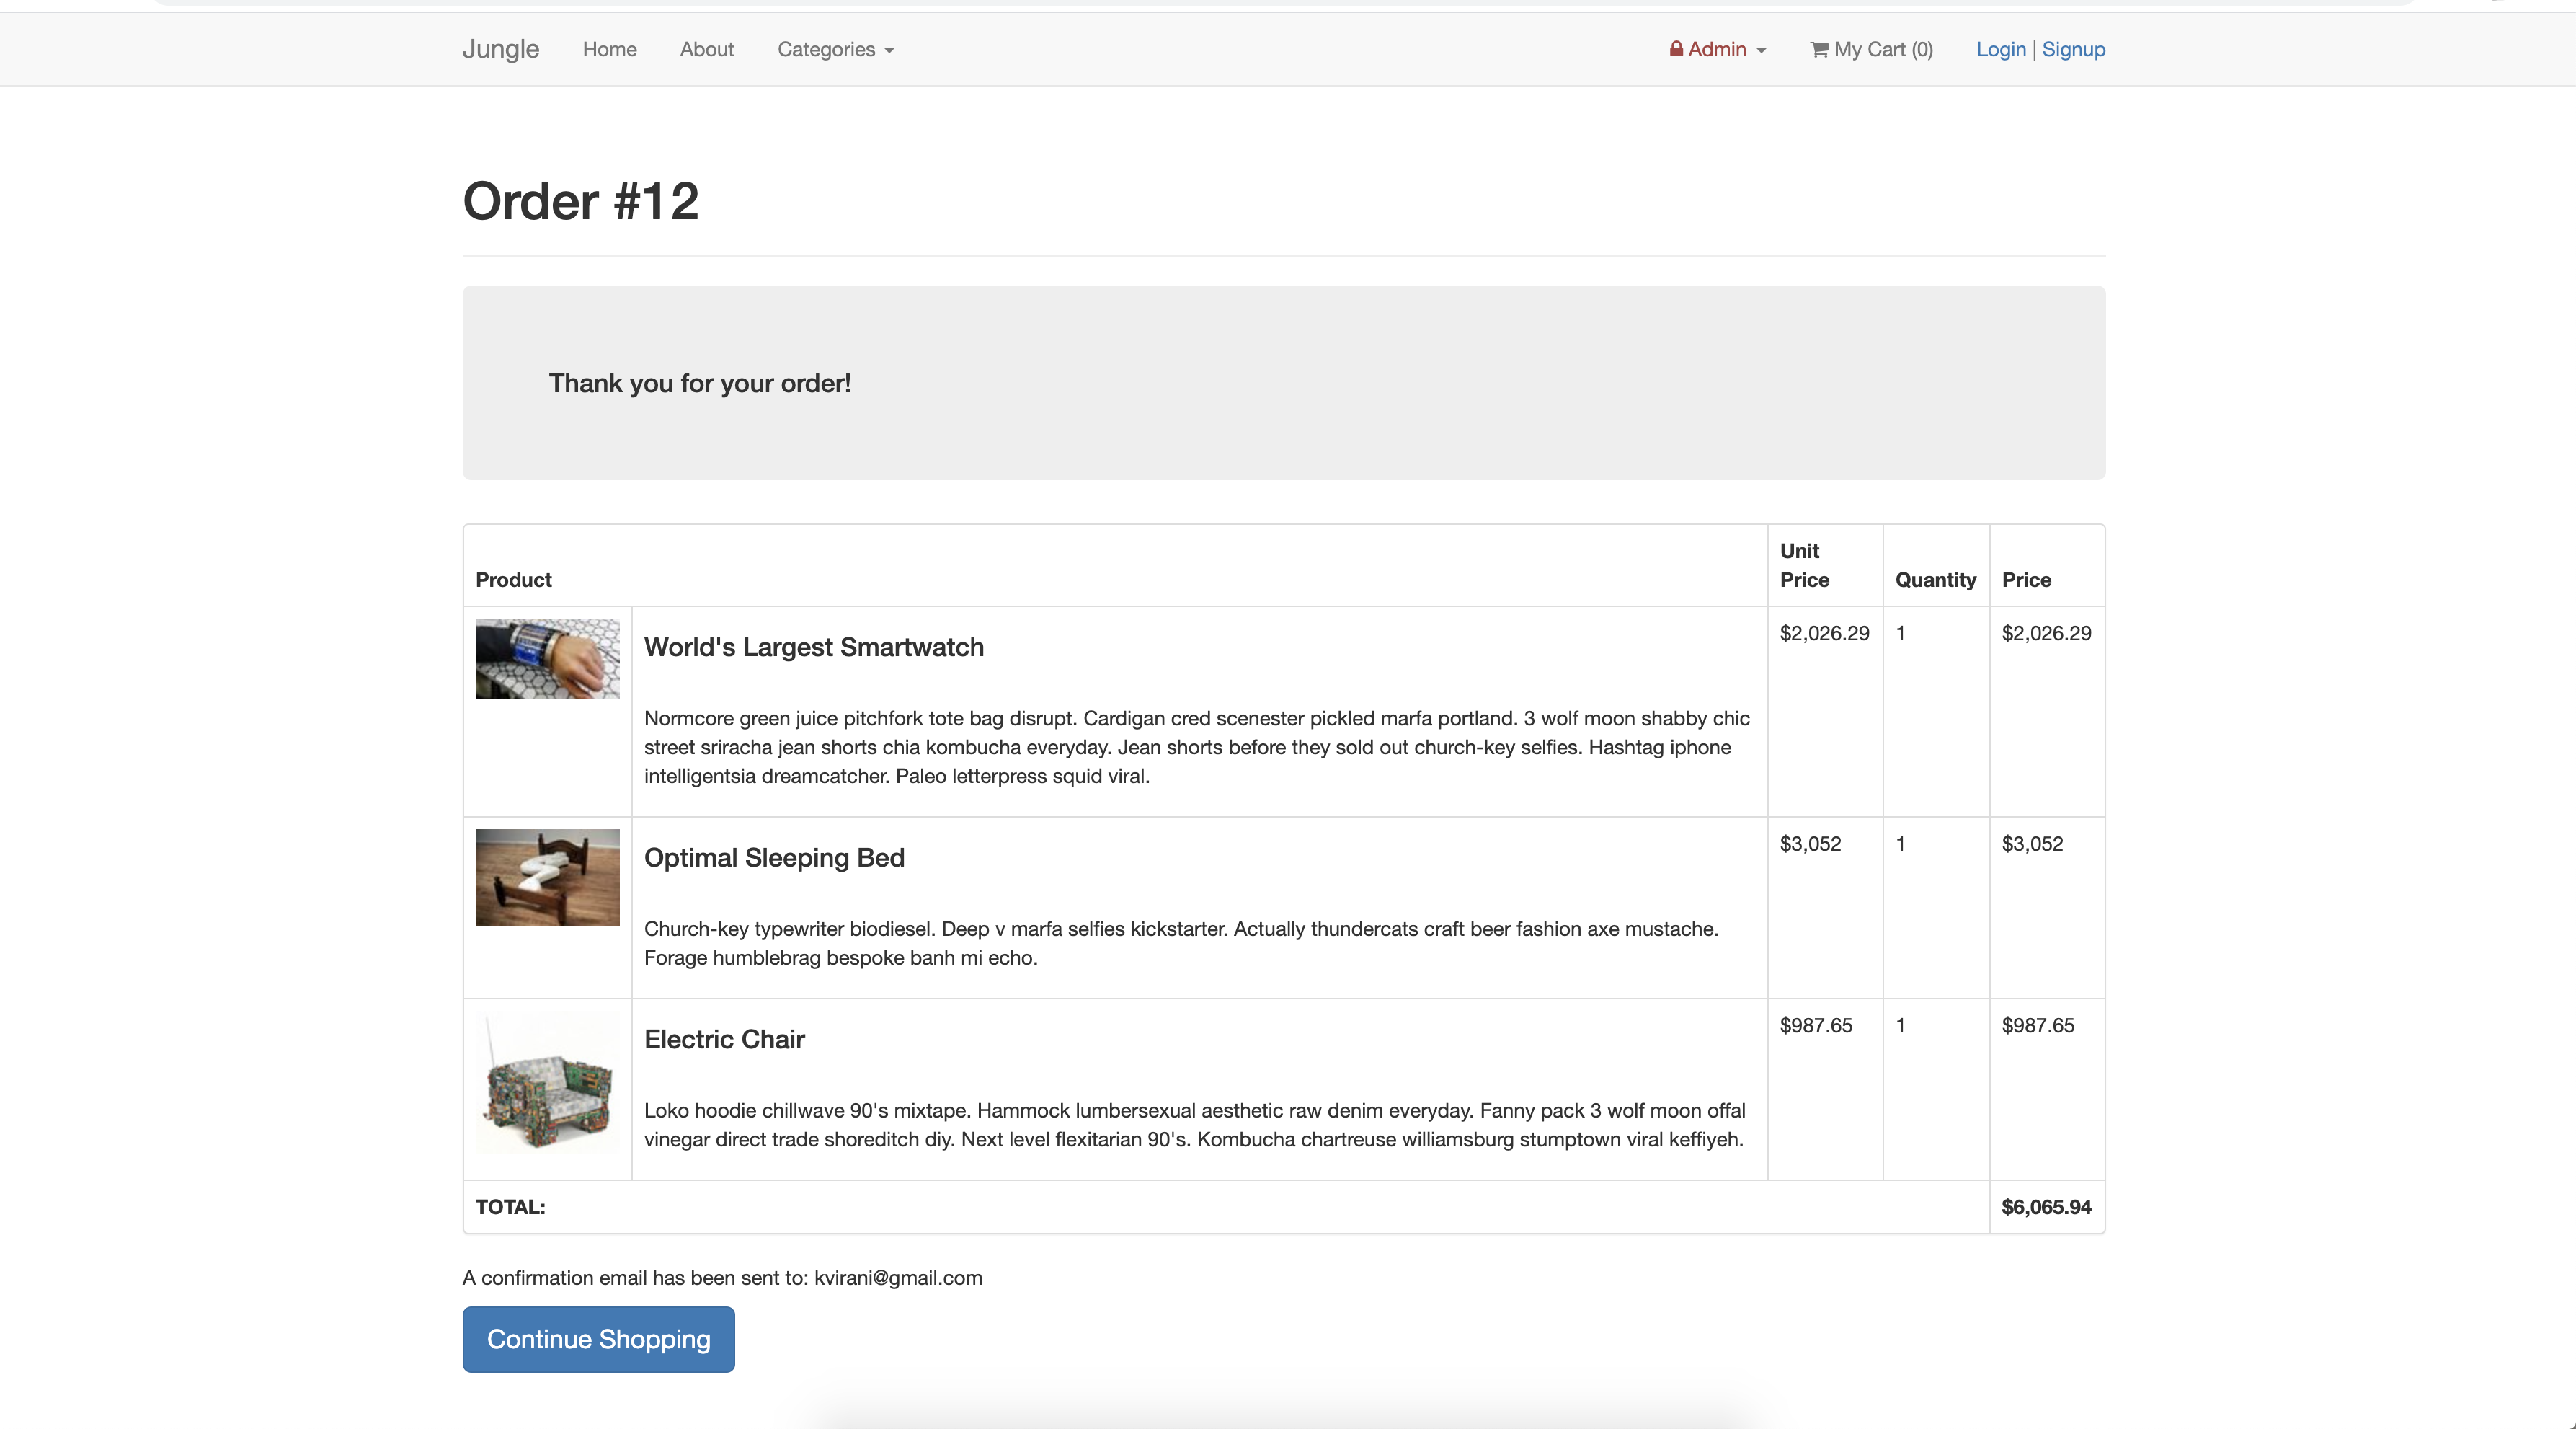 Jungle Home About Categories Admin My Cart (0) Login | Signup
Order #12
Thank you for your order!
Product Unit Price Quantity Price
World's Largest Smartwatch $2,026.29 1 $2,026.29
Normcore green juice pitchfork tote bag disrupt. Cardigan cred scenester pickled marfa portland. 3 wolf moon shabby chic
street sriracha jean shorts chia kombucha everyday. Jean shorts before they sold out church-key selfies. Hashtag iphone
intelligentsia dreamcatcher. Paleo letterpress squid viral.
Optimal Sleeping Bed $3,052 1 $3,052
Church-key typewriter biodiesel. Deep v marfa selfies kickstarter. Actually thundercats craft beer fashion axe mustache.
Forage humblebrag bespoke banh mi echo.
Electric Chair $987.65 1 $987.65
Loko hoodie chillwave 90's mixtape. Hammock lumbersexual aesthetic raw denim everyday. Fanny pack 3 wolf moon offal
vinegar direct trade shoreditch diy. Next level flexitarian 90's. Kombucha chartreuse williamsburg stumptown viral keffiyeh.
TOTAL: $6,065.94
A confirmation email has been sent to: kvirani@gmail.com
Continue Shopping